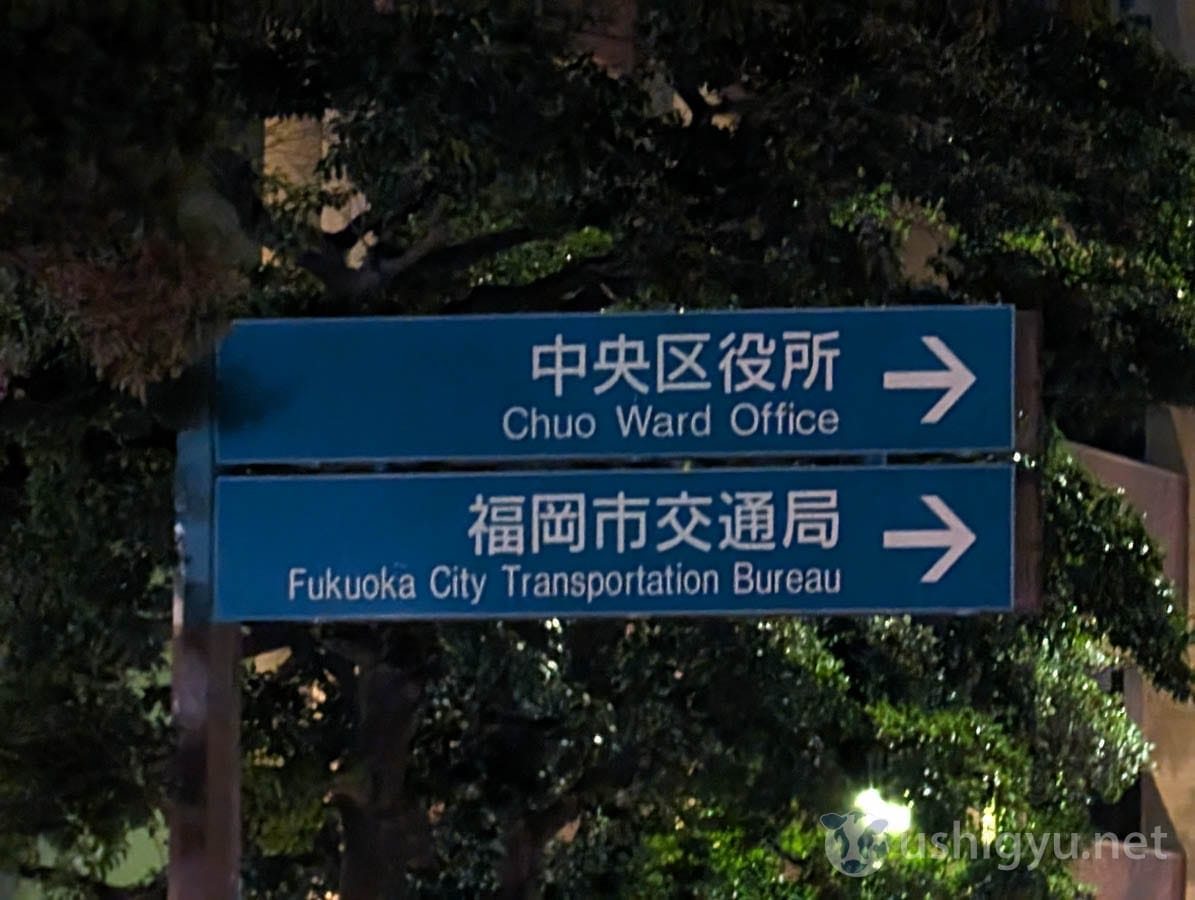 中央区役所
Chuo Ward Office
福岡市交通局
Fukuoka City Transportation Bureau
ushigyu.net